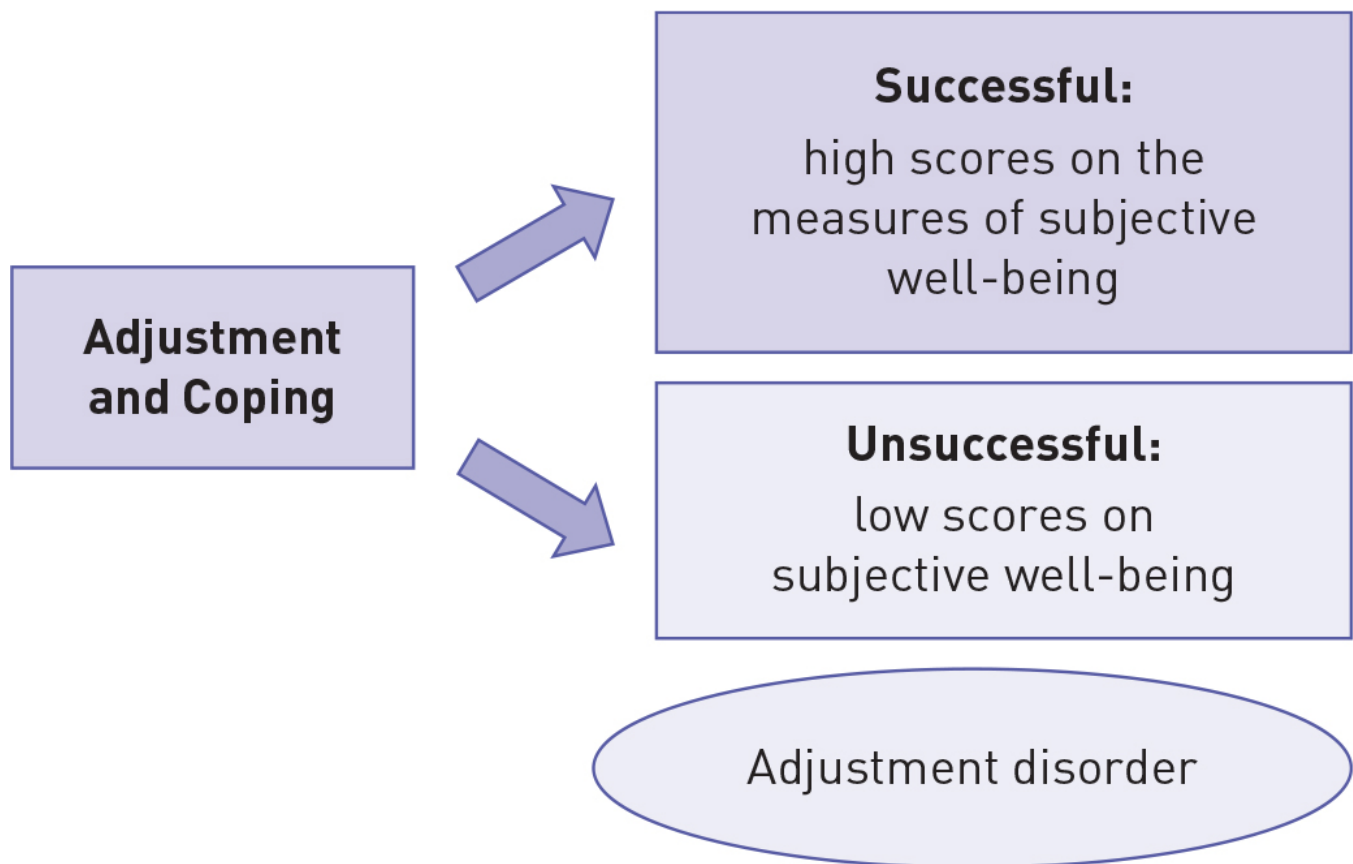 Adjustment
and Coping
Successful:
high scores on the
measures of subjective
well-being
Unsuccessful:
low scores on
subjective well-being
Adjustment disorder